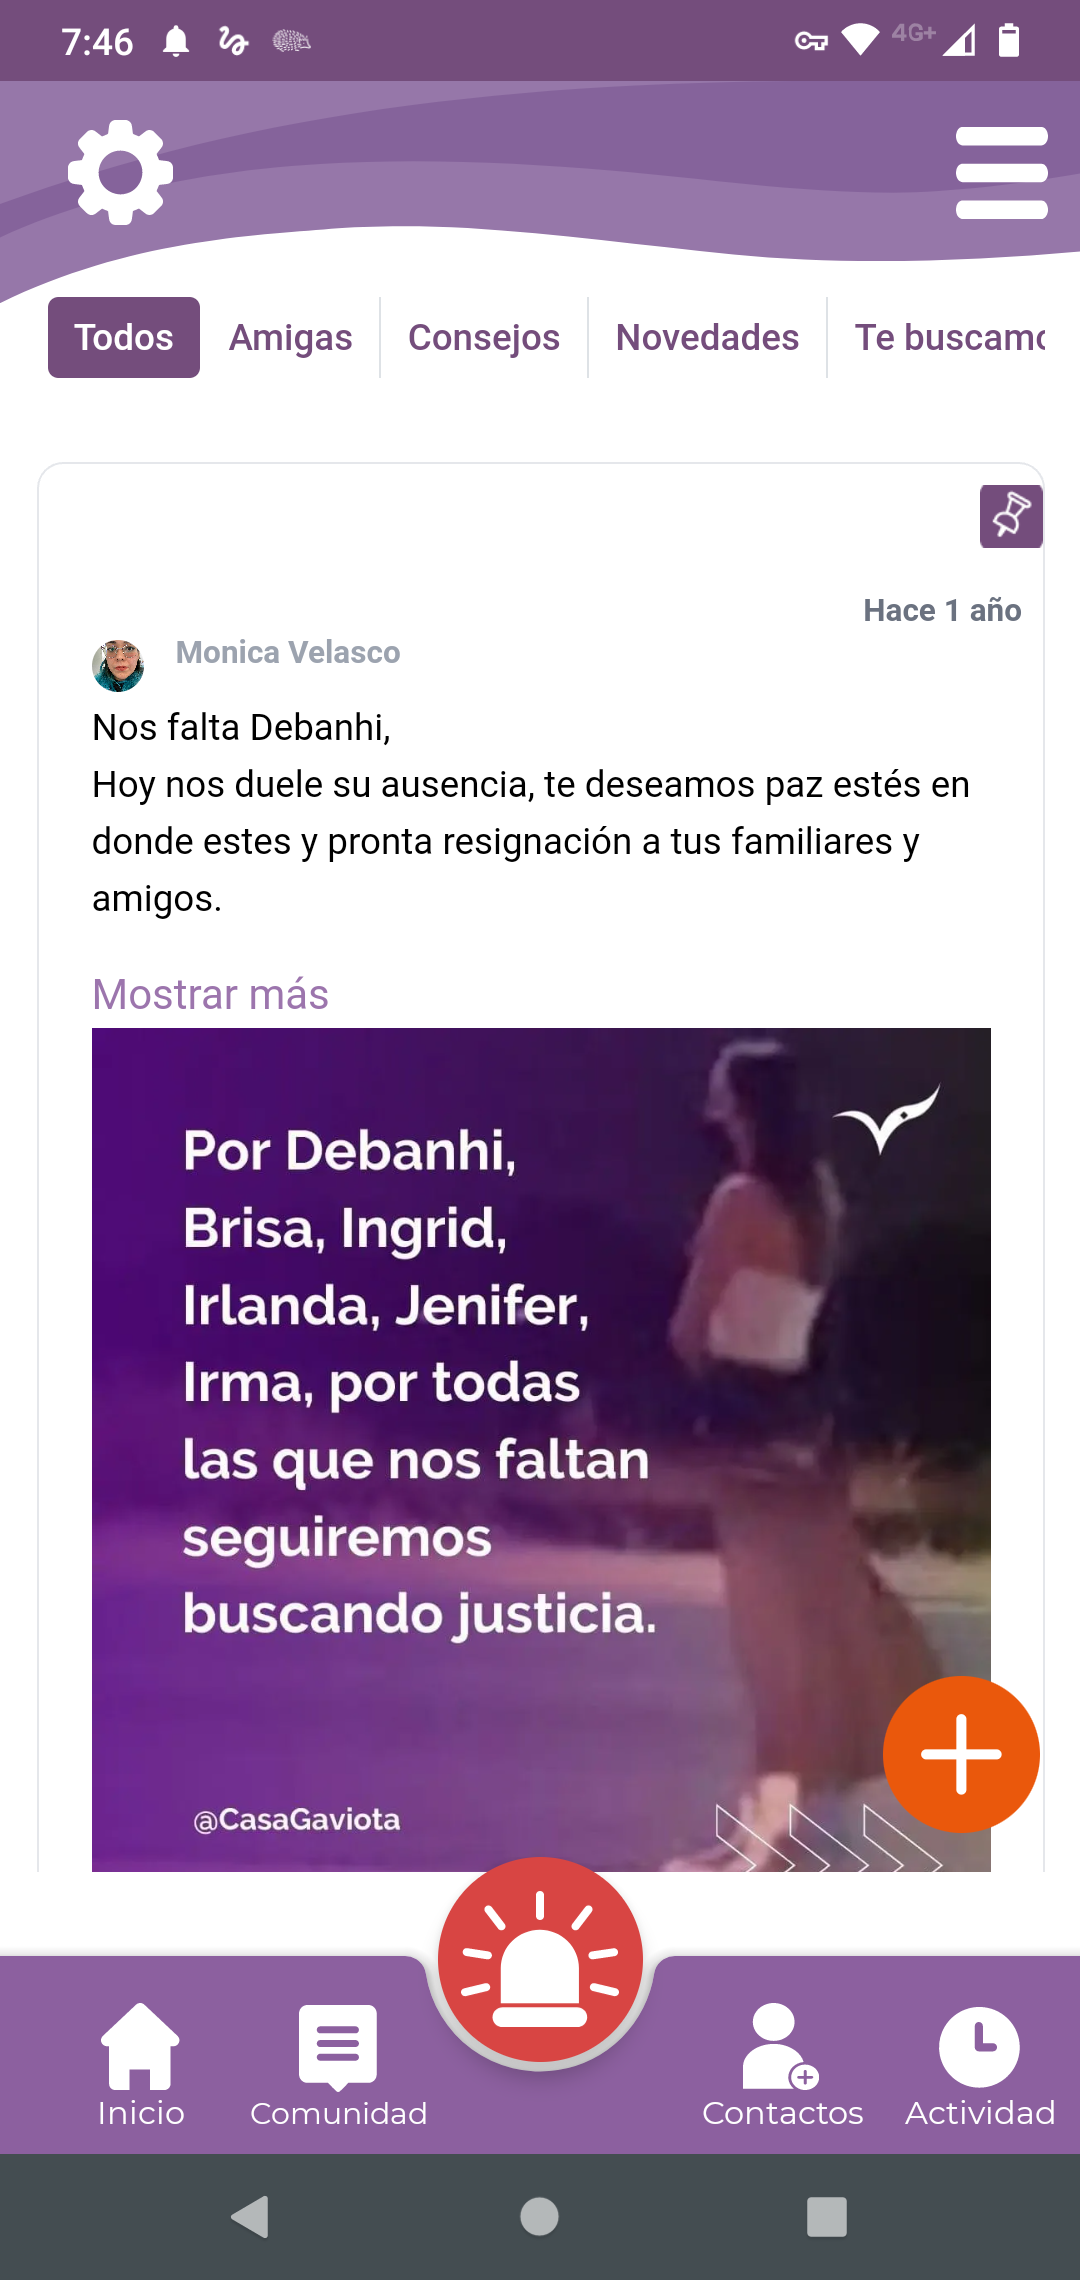 7:46
4G+
Todos
Amigas
Consejos
Novedades
Te buscamo
Hace 1 año
Monica Velasco
Nos falta Debanhi,
Hoy nos duele su ausencia, te deseamos paz estés en
donde estes y pronta resignación a tus familiares y
amigos.
Mostrar más
Por Debanhi,
Brisa, Ingrid,
Irlanda, Jenifer,
Irma, por todas
las que nos faltan
seguiremos
buscando justicia.
@CasaGaviota
Inicio
Comunidad
Contactos
Actividad